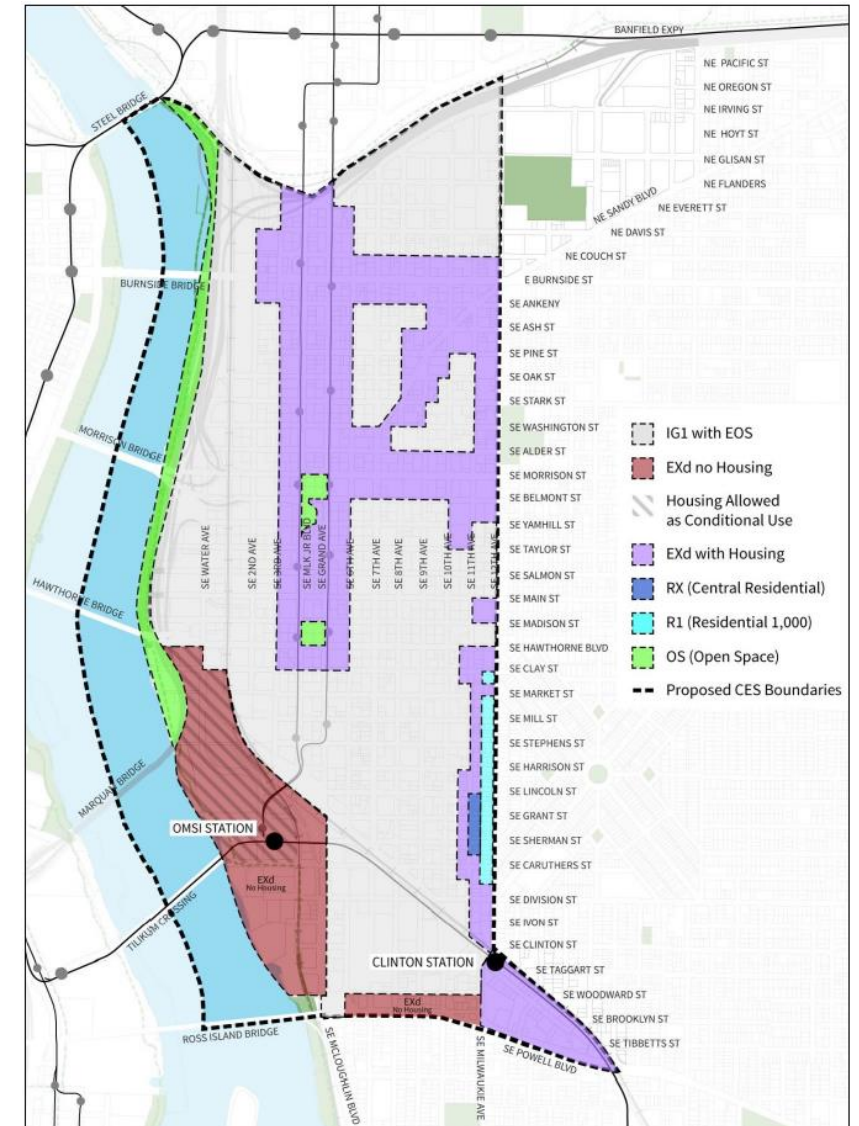 BANFIELD EXPY
NE PACIFIC ST
NE OREGON ST
NE IRVING ST
NE HOYT ST
NE GLISAN ST
NE FLANDERS
NE SANDY BLVD
NE EVERETT ST
NE DAVIS ST
NE COUCH ST
E BURNSIDE ST
SE ANKENY
SE ASH ST
SE PINE ST
SE OAK ST
SE STARK ST
SE WASHINGTON ST
SE ALDER ST
SE MORRISON ST
SE BELMONT ST
SE YAMHILL ST
SE TAYLOR ST
SE SALMON ST
SE MAIN ST
SE MADISON ST
SE HAWTHORNE BLVD
SE CLAY ST
SE MARKET ST
SE MILL ST
SE STEPHENS ST
SE HARRISON ST
SE LINCOLN ST
SE GRANT ST
SE SHERMAN ST
SE CARUTHERS ST
SE DIVISION ST
SE IVON ST
SE CLINTON ST
SE TAGGART ST
SE WOODWARD ST
SE BROOKLYN ST
SE TIBBETTS ST
STEEL BRIDGE
BURNSIDE BRIDGE
MORRISON BRIDGE
HAWTHORNE BRIDGE
MARQUAM BRIDGE
TILIKUM CROSSING
ROSS ISLAND BRIDGE
SE WATER AVE
SE 2ND AVE
SE 3RD AVE
SE MLK JR BLVD
SE GRAND AVE
SE 6TH AVE
SE 7TH AVE
SE 8TH AVE
SE 9TH AVE
SE 10TH AVE
SE 11TH AVE
SE 12TH AVE
OMSI STATION
EXd
No Housing
CLINTON STATION
EXd
No Housing
SE MCLOUGHLIN BLVD
SE MILWAUKIE AVE
SE POWELL BLVD
IG1 with EOS
EXd no Housing
Housing Allowed
as Conditional Use
EXd with Housing
RX (Central Residential)
R1 (Residential 1,000)
OS (Open Space)
Proposed CES Boundaries